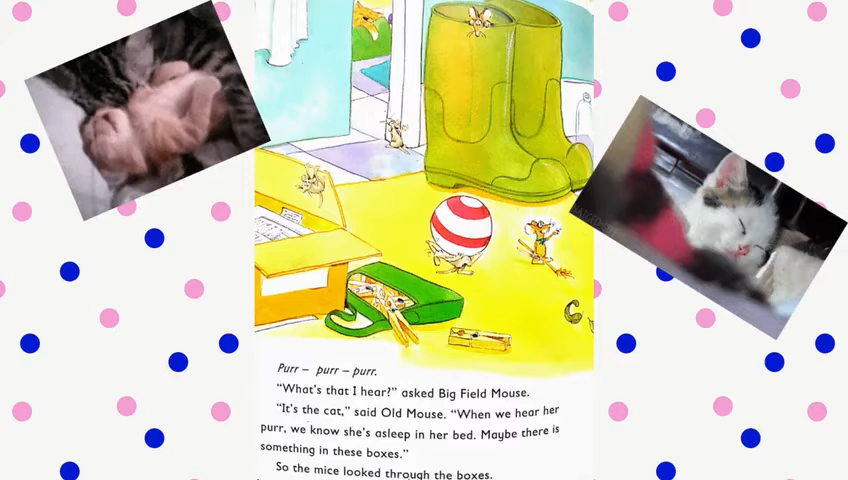 Purr – purr – purr.
“What's that I hear?” asked Big Field Mouse.
“It's the cat,” said Old Mouse. “When we hear her
purr, we know she's asleep in her bed. Maybe there is
something in these boxes.”
So the mice looked through the boxes.